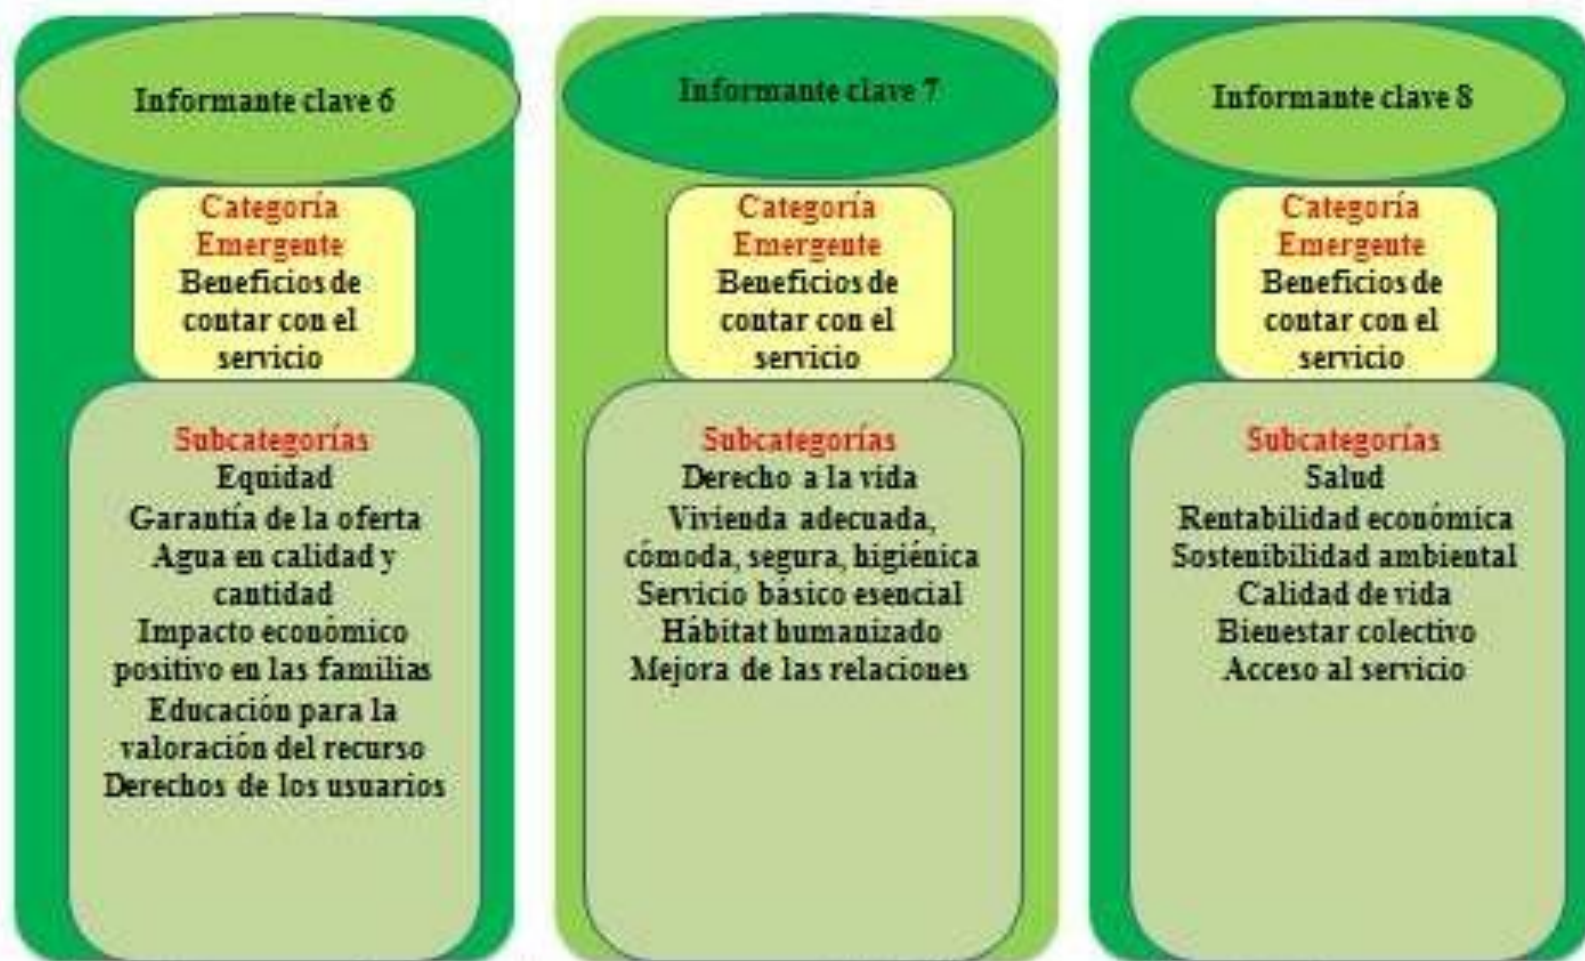 Informante clave 6
Categoría
Emergente
Beneficios de
contar con el
servicio
Subcategorías
Equidad
Garantía de la oferta
Agua en calidad y
cantidad
Impacto económico
positivo en las familias
Educación para la
valoración del recurso
Derechos de los usuarios
Informante clave 7
Categoría
Emergente
Beneficios de
contar con el
servicio
Subcategorías
Derecho a la vida
Vivienda adecuada,
cómoda, segura, higiénica
Servicio básico esencial
Hábitat humanizado
Mejora de las relaciones
Informante clave 8
Categoría
Emergente
Beneficios de
contar con el
servicio
Subcategorías
Salud
Rentabilidad económica
Sostenibilidad ambiental
Calidad de vida
Bienestar colectivo
Acceso al servicio